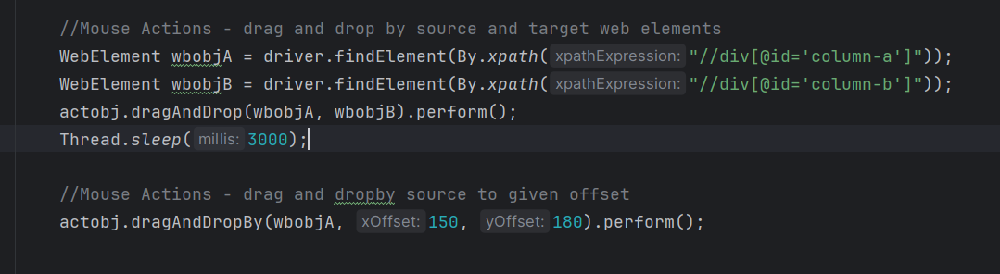 //Mouse Actions - drag and drop by source and target web elements
WebElement wbobjA = driver.findElement(By.xpath( xpathExpression: "//div[@id='column-a']"));
WebElement wbobjB = driver.findElement(By.xpath( xpathExpression: "//div[@id='column-b']"));
actobj.dragAndDrop(wbobjA, wbobjB).perform();
Thread.sleep( millis: 3000);
//Mouse Actions - drag and dropby source to given offset
actobj.dragAndDropBy(wbobjA, xOffset: 150, yOffset: 180).perform();